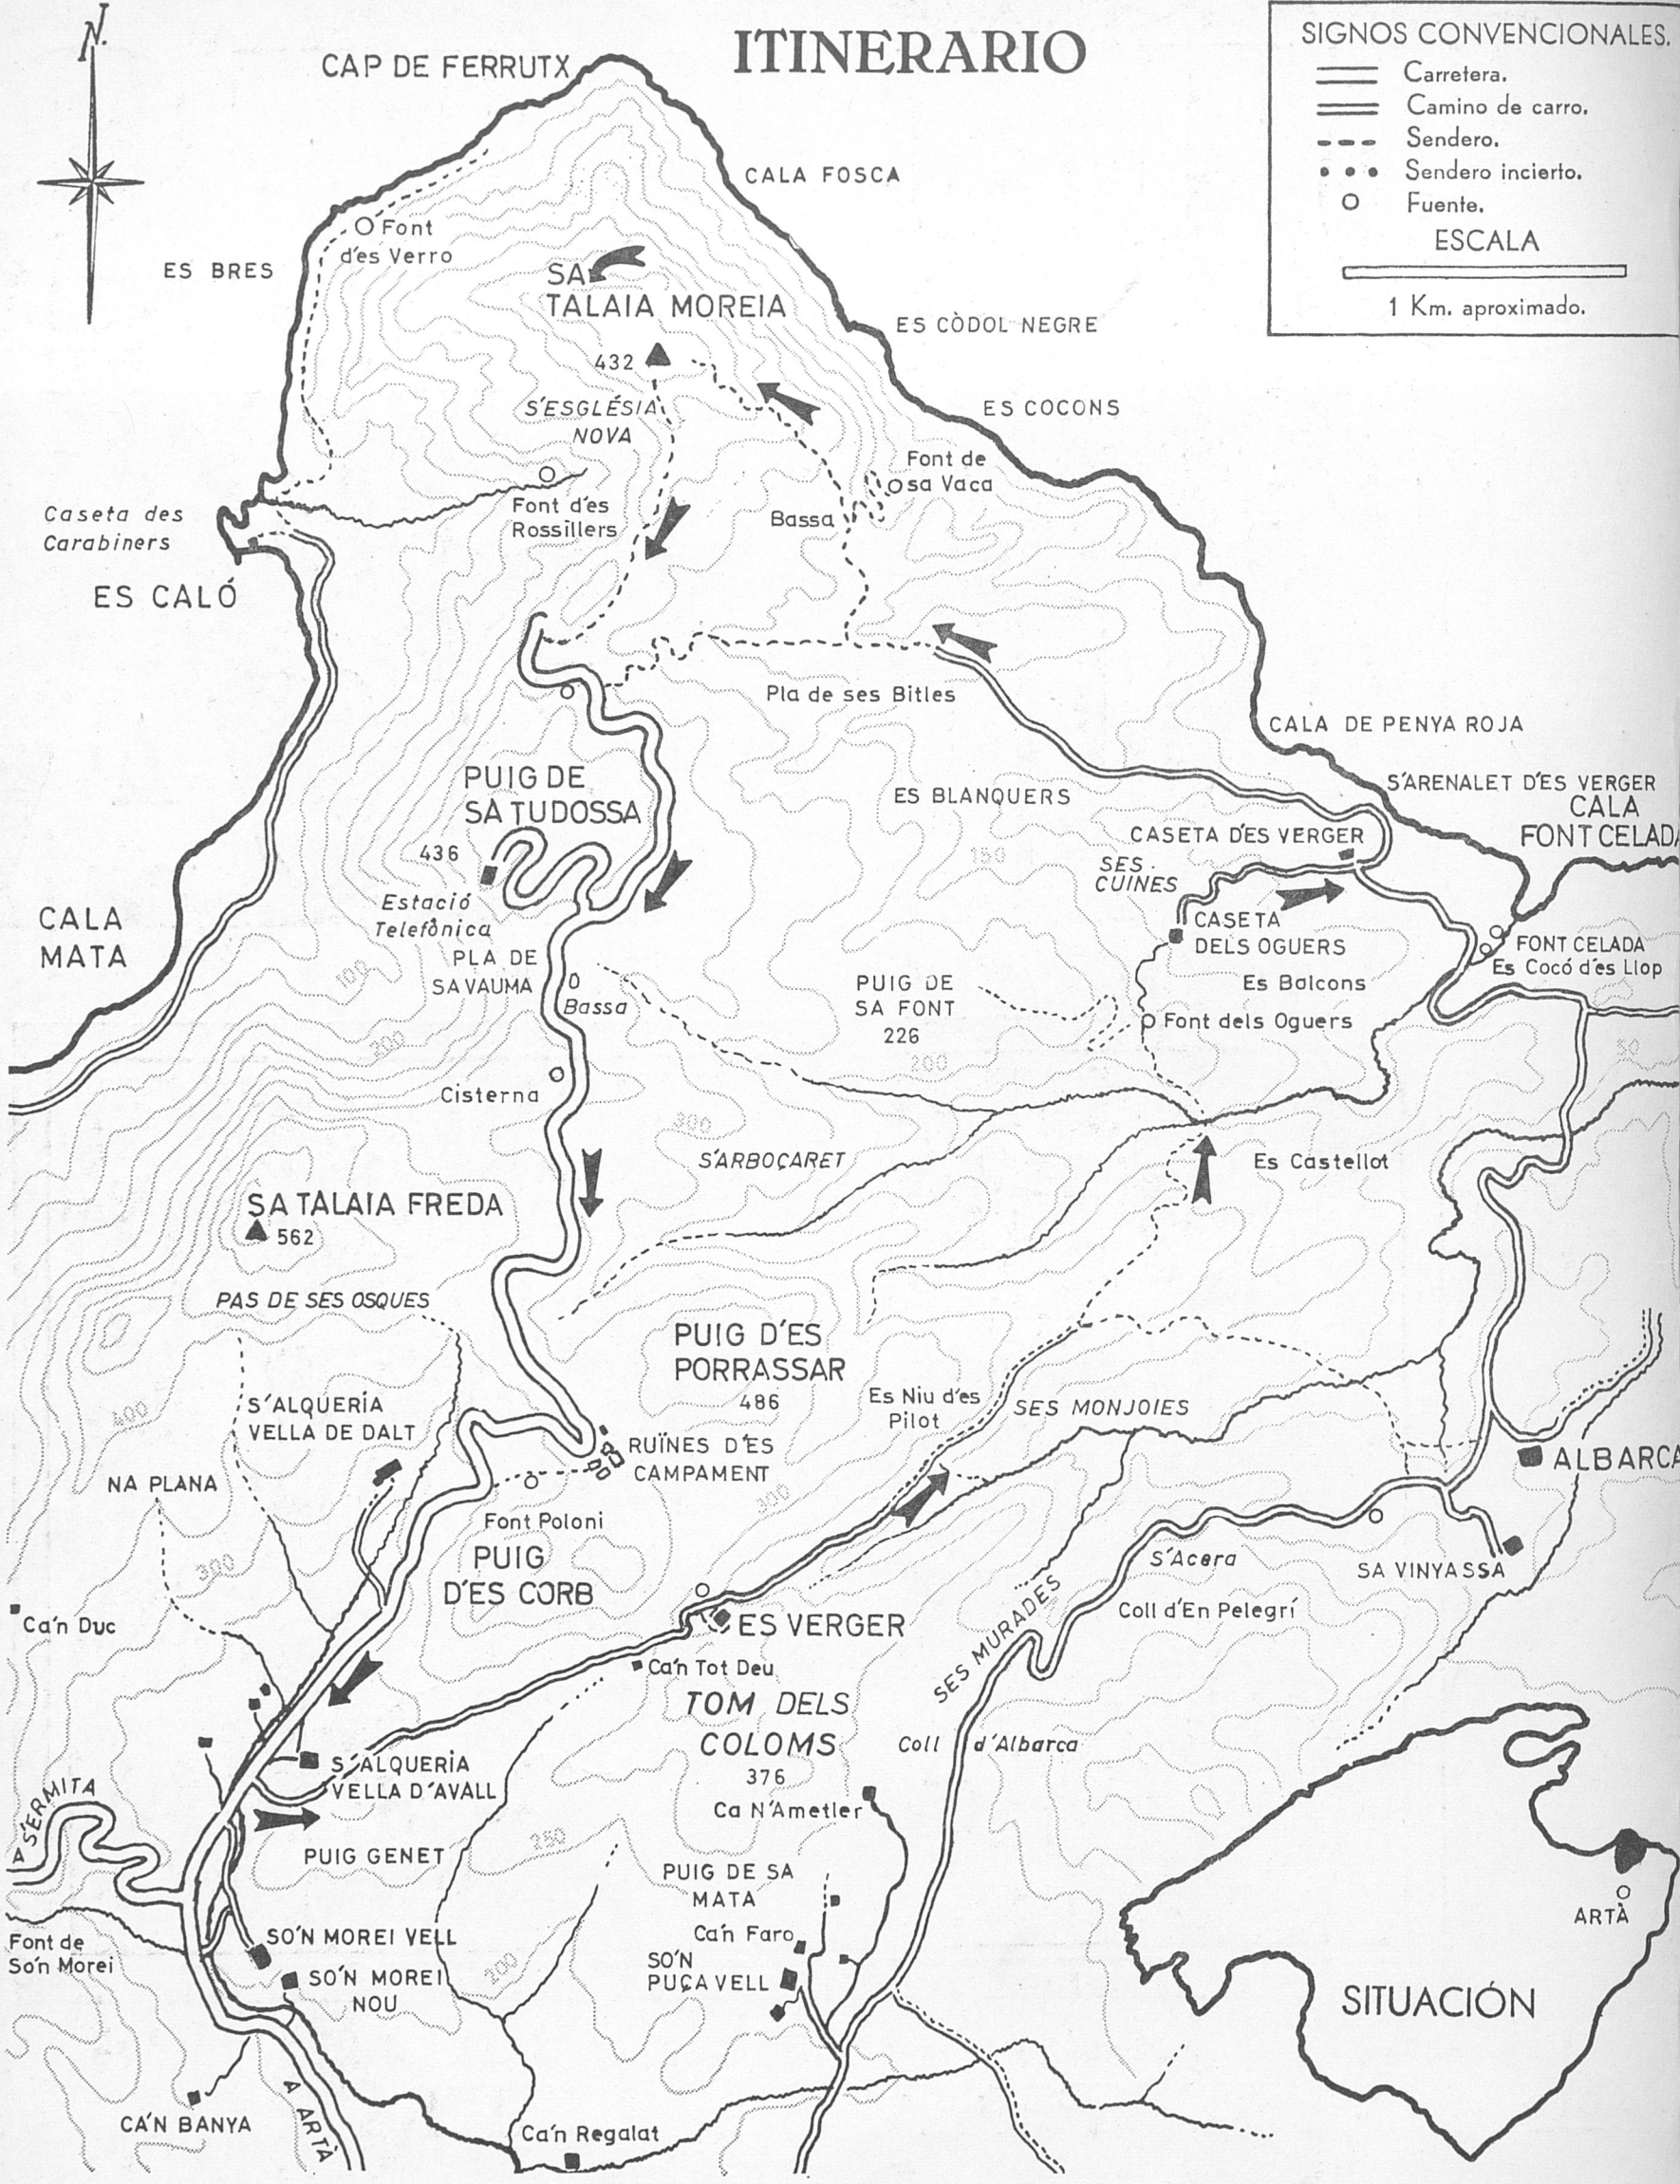 N.
ITINERARIO
SIGNOS CONVENCIONALES.
Carretera.
Camino de carro.
Sendero.
Sendero incierto.
Fuente.
ESCALA
1 Km. aproximado.
CAP DE FERRUTX
CALA FOSCA
Font
d'es Verro
ES BRES
SA
TALAIA MOREIA
432
ES CÒDOL NEGRE
S'ESGLÉSIA
NOVA
ES COCONS
Font de
sa Vaca
Font d'es
Rossillers
Bassa
Caseta des
Carabiners
ES CALÓ
Pla de ses Bitles
CALA DE PENYA ROJA
PUIG DE
SA TUDOSSA
436
ES BLANQUERS
S'ARENALET D'ES VERGER
CALA
FONT CELADA
CASETA D'ES VERGER
150
SES
CUINES
Estació
Telefònica
CALA
MATA
CASETA
DELS OGUERS
FONT CELADA
Es Cocó d'es Llop
PLA DE
SA VAUMA
Bassa
100
PUIG DE
SA FONT
226
Es Balcons
Font dels Oguers
200
200
50
Cisterna
300
S'ARBOÇARET
Es Castellot
SA TALAIA FREDA
562
PAS DE SES OSQUES
PUIG D'ES
PORRASSAR
486
400
S'ALQUERÍA
VELLA DE DALT
Es Niu d'es
Pilot
SES MONJOIES
RUÏNES D'ES
CAMPAMENT
ALBARCA
NA PLANA
300
Font Poloni
PUIG
D'ES CORB
300
S'Acera
SA VINYASSA
Ca'n Duc
ES VERGER
Coll d'En Pelegrí
SES MURADES
Ca'n Tot Deu
TOM DELS
COLOMS
376
Coll d'Albarca
S'ALQUERÍA
VELLA D'AVALL
Ca N'Ametler
A S'ERMITA
PUIG GENET
250
PUIG DE SA
MATA
Ca'n Faro
SO'N
PUÇA VELL
SO'N MOREI VELL
Font de
So'n Morei
SO'N MOREI
NOU
200
ARTÀ
SITUACIÓN
CA'N BANYA
A ARTÀ
Ca'n Regalat